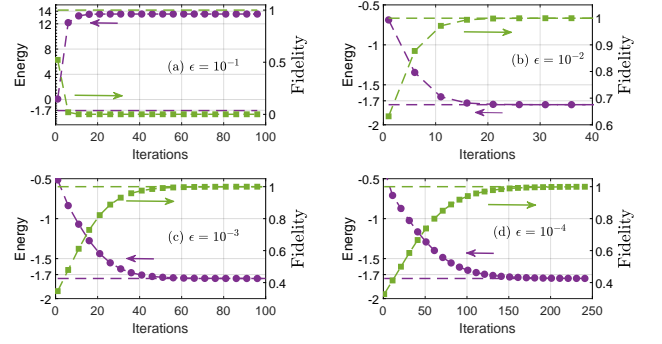 14
12
8
4
0
-1.7
Energy
1
0.5
0
Fidelity
(a) ϵ = 10⁻¹
0 20 40 60 80 100
Iterations
-0.5
-1
-1.5
-1.7
-2
Energy
1
0.9
0.8
0.7
0.6
Fidelity
(b) ϵ = 10⁻²
0 10 20 30 40
Iterations
-0.5
-1
-1.7
-2
Energy
1
0.8
0.6
0.4
Fidelity
(c) ϵ = 10⁻³
0 20 40 60 80 100
Iterations
-0.5
-1
-1.7
-2
Energy
1
0.8
0.6
0.4
Fidelity
(d) ϵ = 10⁻⁴
0 50 100 150 200 250
Iterations